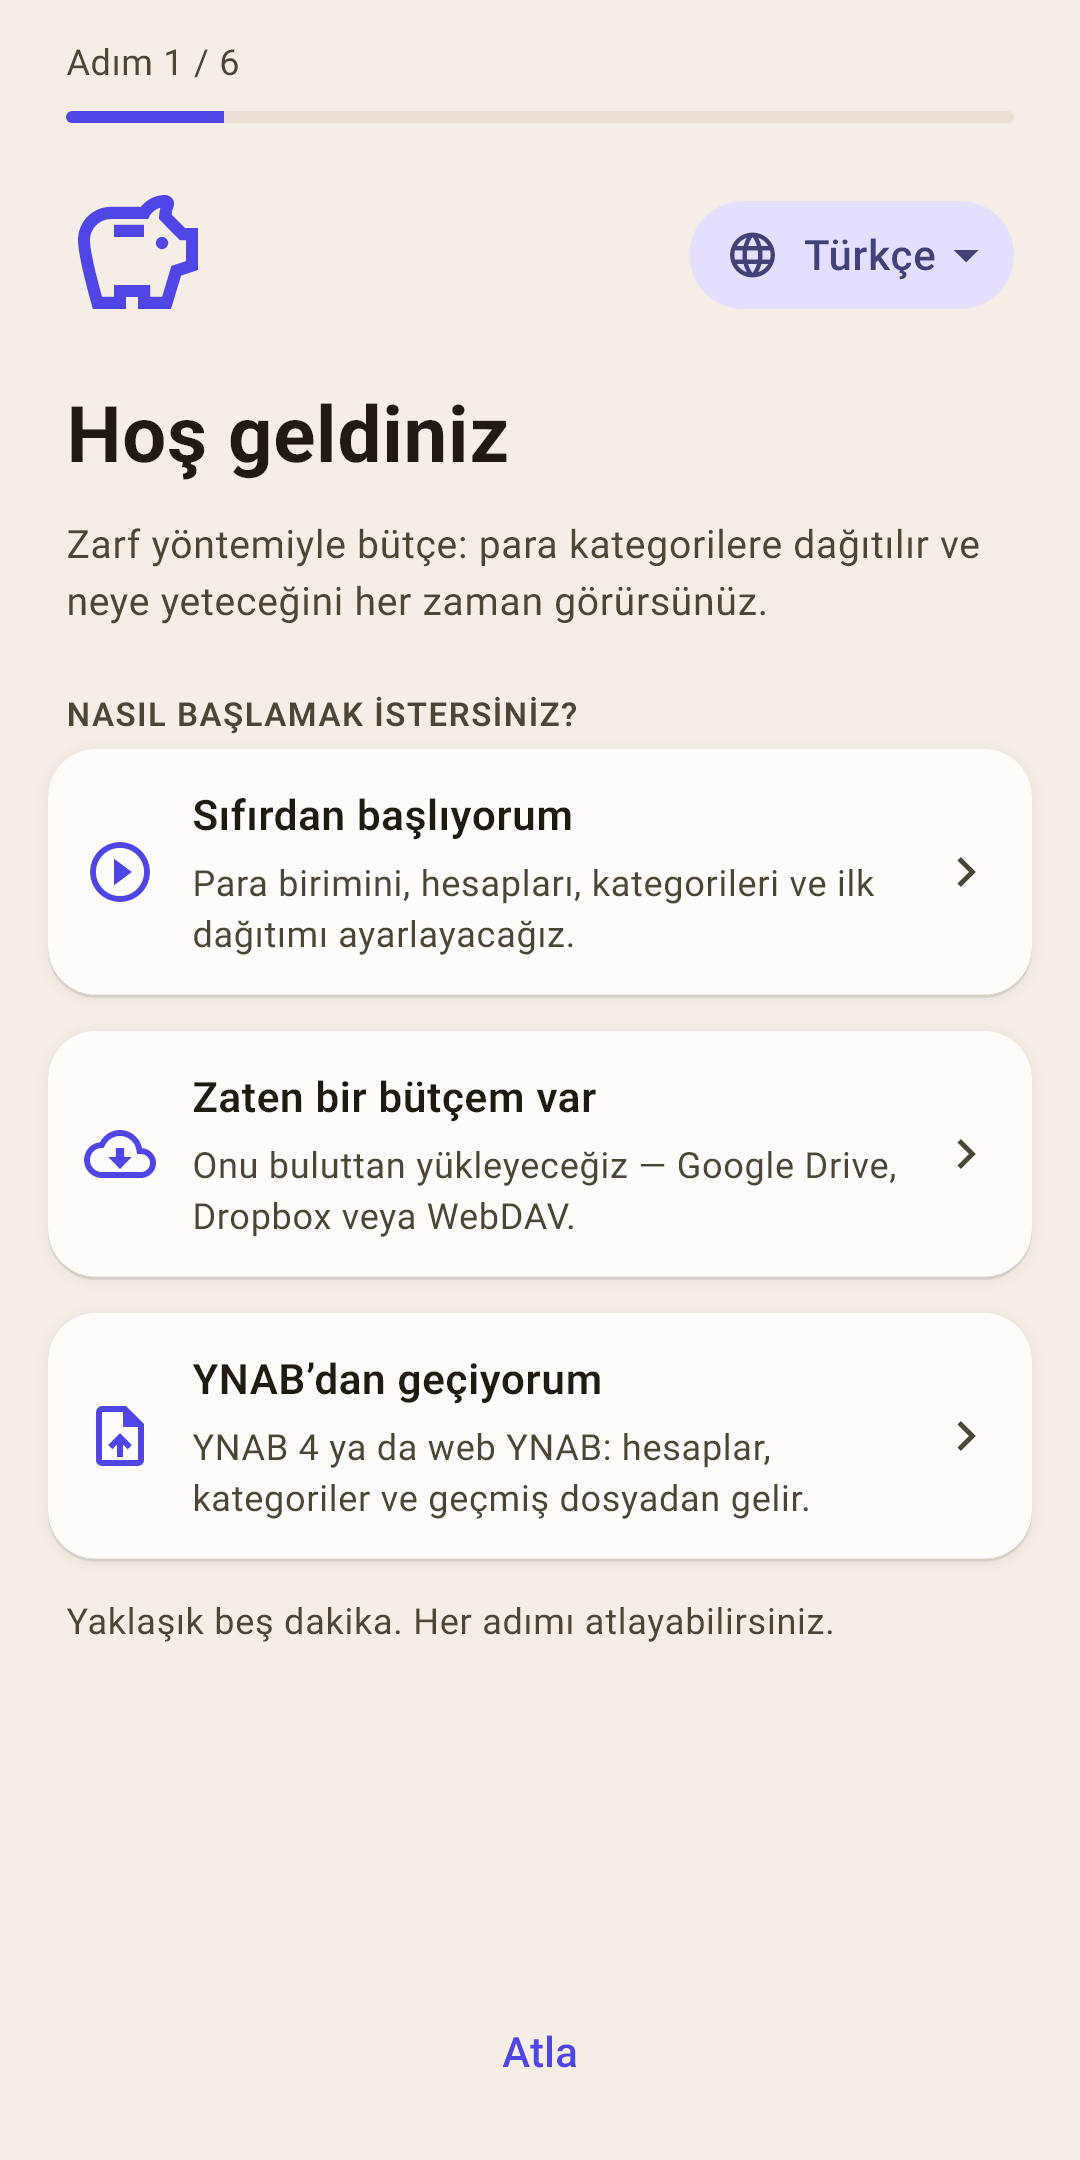 Adım 1 / 6
Türkçe
Hoş geldiniz
Zarf yöntemiyle bütçe: para kategorilere dağıtılır ve
neye yeteceğini her zaman görürsünüz.
NASIL BAŞLAMAK İSTERSİNİZ?
Sıfırdan başlıyorum
Para birimini, hesapları, kategorileri ve ilk
dağıtımı ayarlayacağız.
Zaten bir bütçem var
Onu buluttan yükleyeceğiz — Google Drive,
Dropbox veya WebDAV.
YNAB’dan geçiyorum
YNAB 4 ya da web YNAB: hesaplar,
kategoriler ve geçmiş dosyadan gelir.
Yaklaşık beş dakika. Her adımı atlayabilirsiniz.
Atla